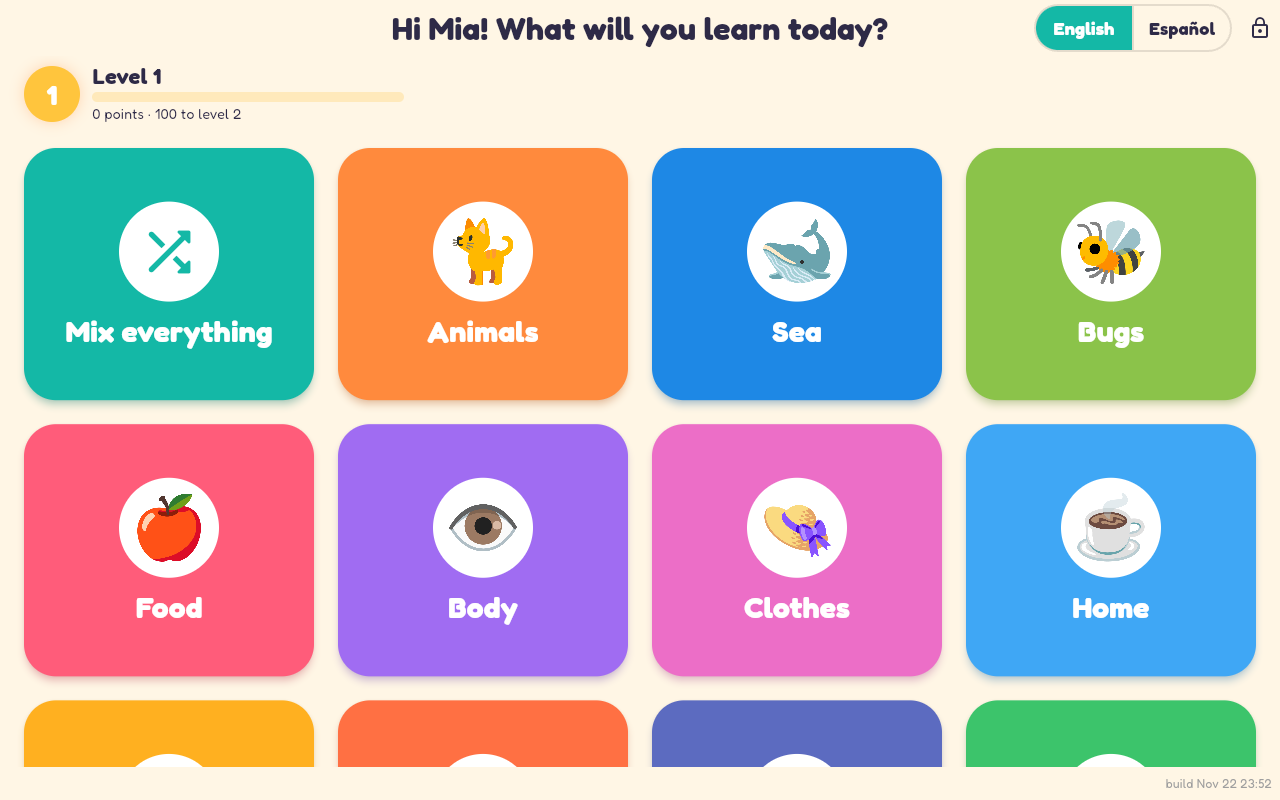 Hi Mia! What will you learn today?
English
Español
1
Level 1
0 points · 100 to level 2
Mix everything
Animals
Sea
Bugs
Food
Body
Clothes
Home
build Nov 22 23:52